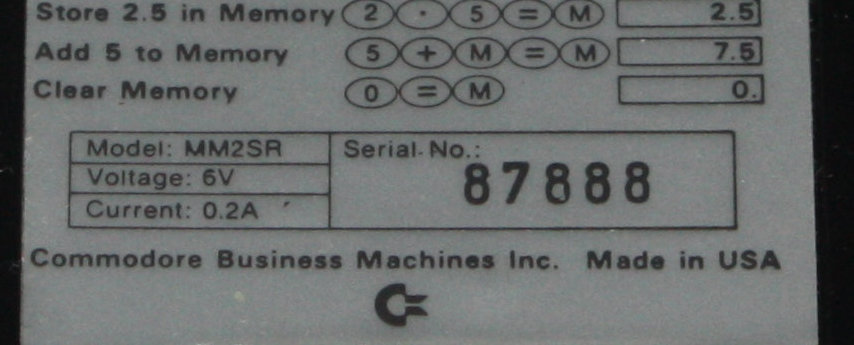 Store 2.5 in Memory 2 · 5 = M 2.5
Add 5 to Memory 5 + M = M 7.5
Clear Memory 0 = M 0.
Model: MM2SR
Voltage: 6V
Current: 0.2A
Serial No.:
87888
Commodore Business Machines Inc. Made in USA